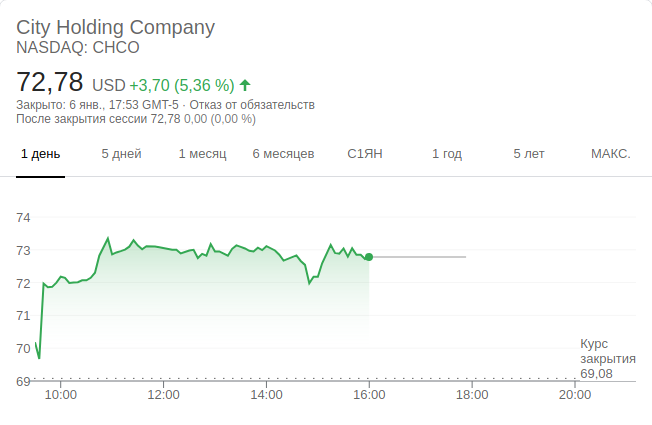 City Holding Company
NASDAQ: CHCO
72,78 USD +3,70 (5,36 %)
Закрыто: 6 янв., 17:53 GMT-5 · Отказ от обязательств
После закрытия сессии 72,78 0,00 (0,00 %)
1 день 5 дней 1 месяц 6 месяцев С1ЯН 1 год 5 лет МАКС.
74
73
72
71
70
69
Курс
закрытия
69,08
10:00 12:00 14:00 16:00 18:00 20:00